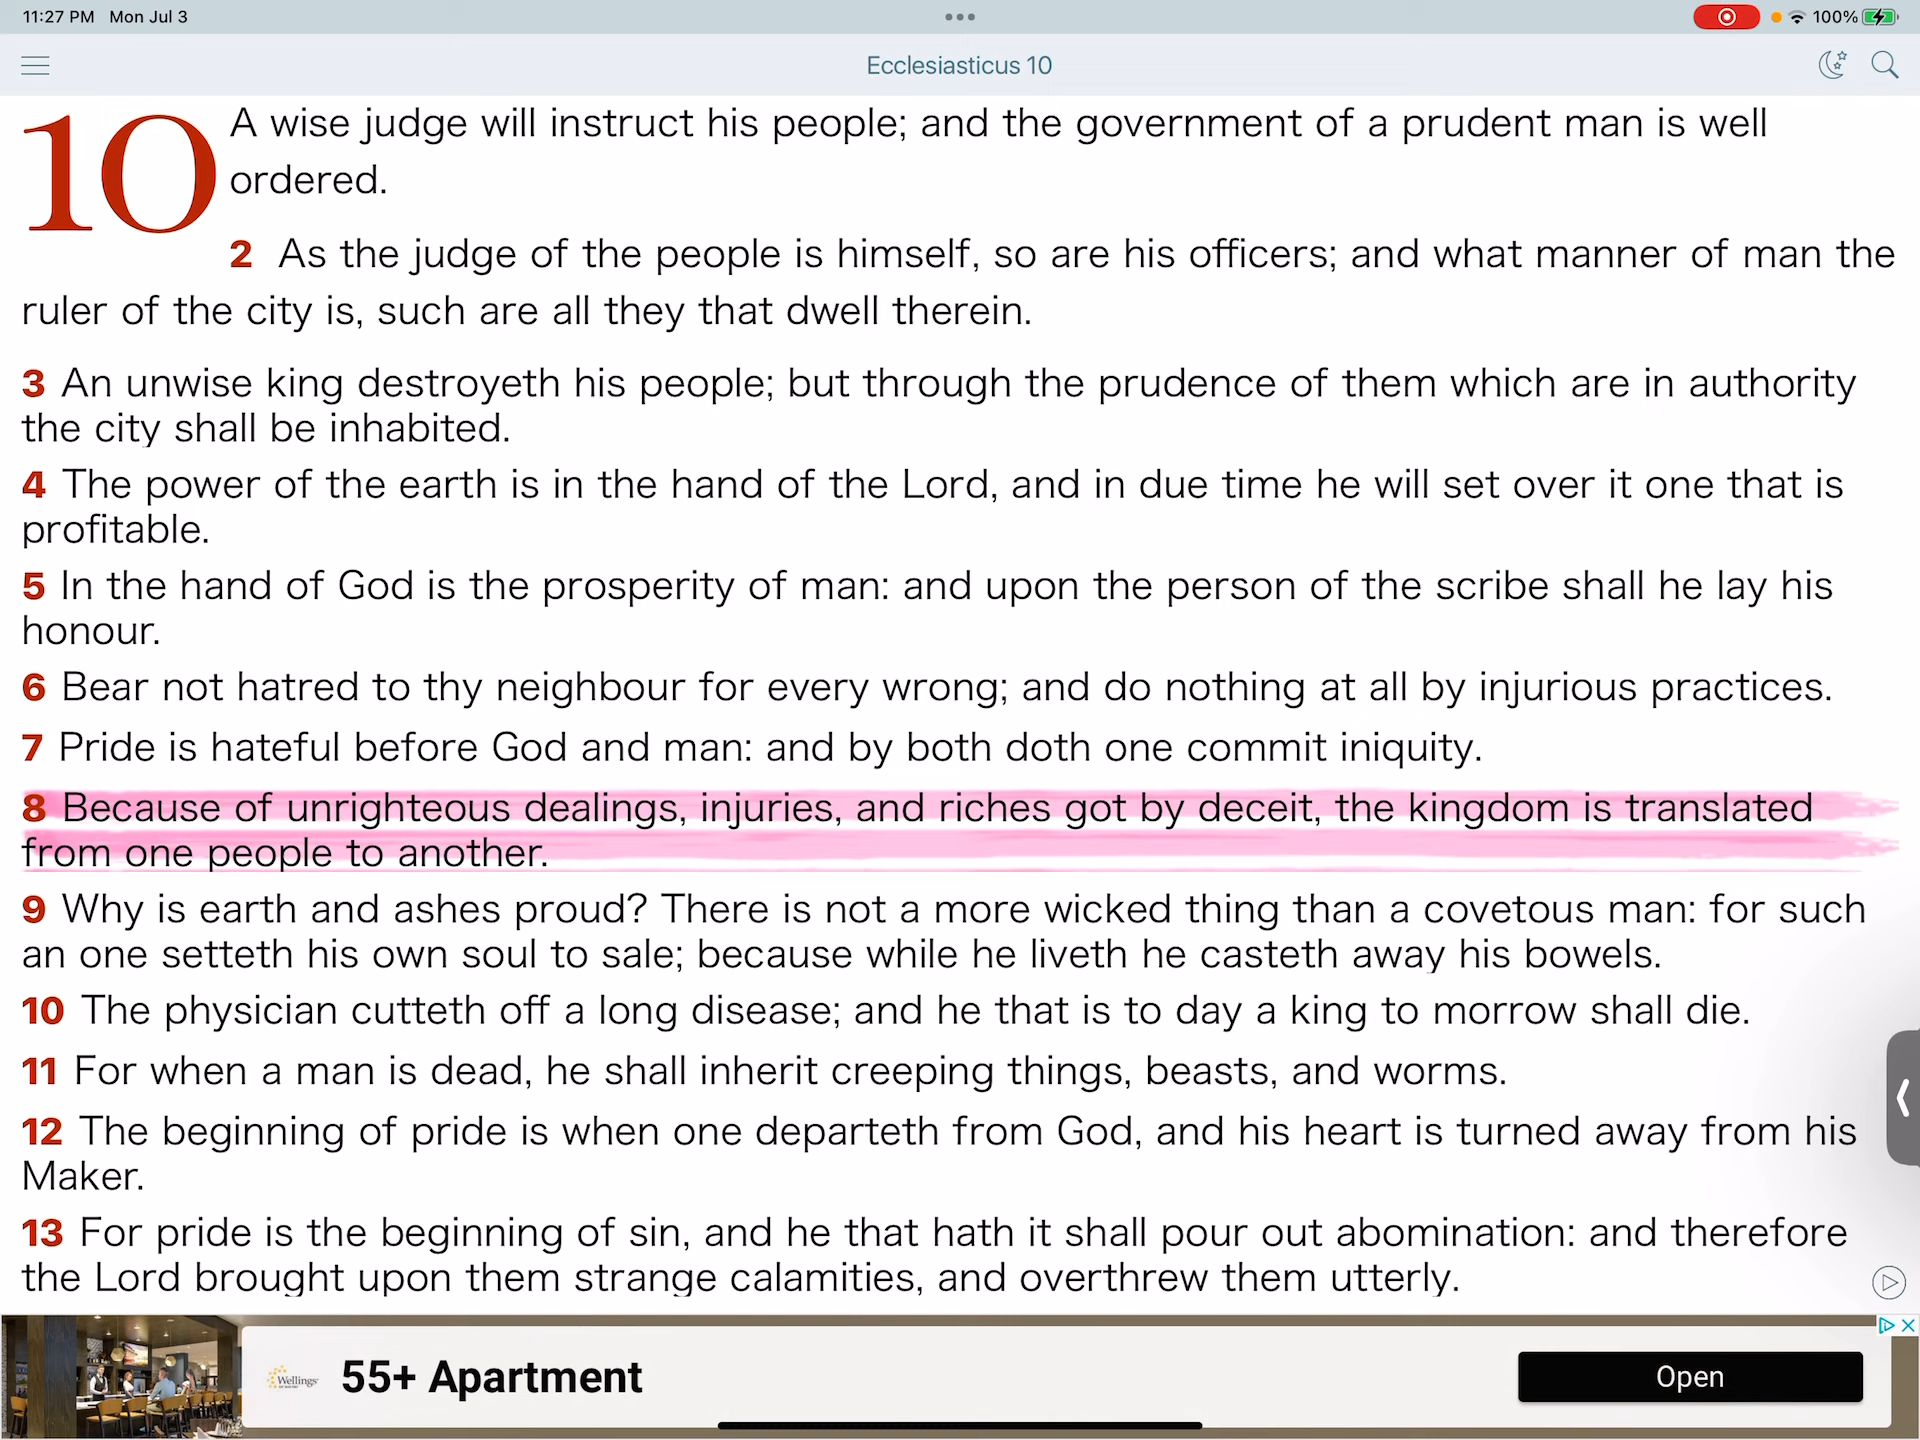 11:27 PM Mon Jul 3
100%
Ecclesiasticus 10
10 A wise judge will instruct his people; and the government of a prudent man is well
ordered.
2 As the judge of the people is himself, so are his officers; and what manner of man the
ruler of the city is, such are all they that dwell therein.
3 An unwise king destroyeth his people; but through the prudence of them which are in authority
the city shall be inhabited.
4 The power of the earth is in the hand of the Lord, and in due time he will set over it one that is
profitable.
5 In the hand of God is the prosperity of man: and upon the person of the scribe shall he lay his
honour.
6 Bear not hatred to thy neighbour for every wrong; and do nothing at all by injurious practices.
7 Pride is hateful before God and man: and by both doth one commit iniquity.
8 Because of unrighteous dealings, injuries, and riches got by deceit, the kingdom is translated
from one people to another.
9 Why is earth and ashes proud? There is not a more wicked thing than a covetous man: for such
an one setteth his own soul to sale; because while he liveth he casteth away his bowels.
10 The physician cutteth off a long disease; and he that is to day a king to morrow shall die.
11 For when a man is dead, he shall inherit creeping things, beasts, and worms.
12 The beginning of pride is when one departeth from God, and his heart is turned away from his
Maker.
13 For pride is the beginning of sin, and he that hath it shall pour out abomination: and therefore
the Lord brought upon them strange calamities, and overthrew them utterly.
Wellings
55+ Apartment
Open